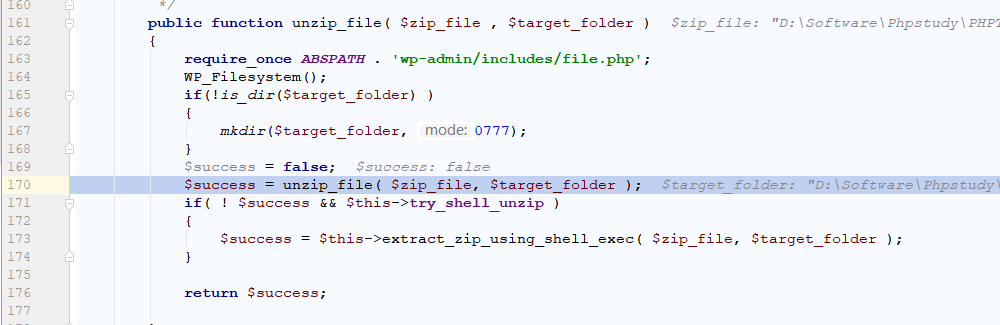 160 */
161 public function unzip_file( $zip_file , $target_folder ) $zip_file: "D:\Software\Phpstudy\PHPT
162 {
163 require_once ABSPATH . 'wp-admin/includes/file.php';
164 WP_Filesystem();
165 if(!is_dir($target_folder) )
166 {
167 mkdir($target_folder, mode: 0777);
168 }
169 $success = false; $success: false
170 $success = unzip_file( $zip_file, $target_folder ); $target_folder: "D:\Software\Phpstudy\
171 if( ! $success && $this->try_shell_unzip )
172 {
173 $success = $this->extract_zip_using_shell_exec( $zip_file, $target_folder );
174 }
175
176 return $success;
177